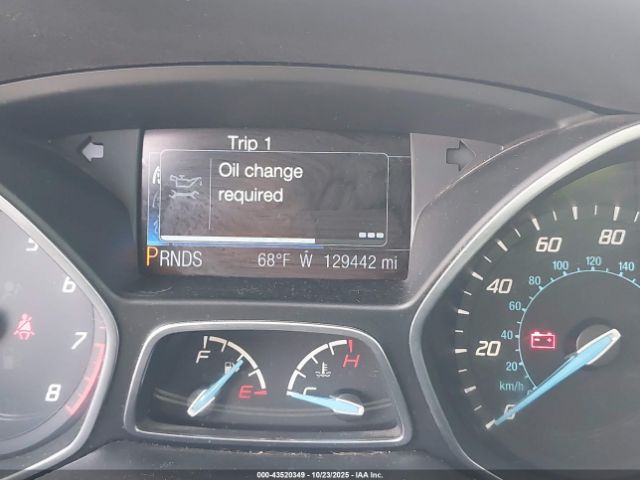 Trip 1
Oil change
required
PRNDS 68°F W 129442 mi
5
6
7
8
F
E
H
C
20
40
60
80
20
40
60
80
100
120
140
km/h
000-43520349 - 10/23/2025 - IAA Inc.